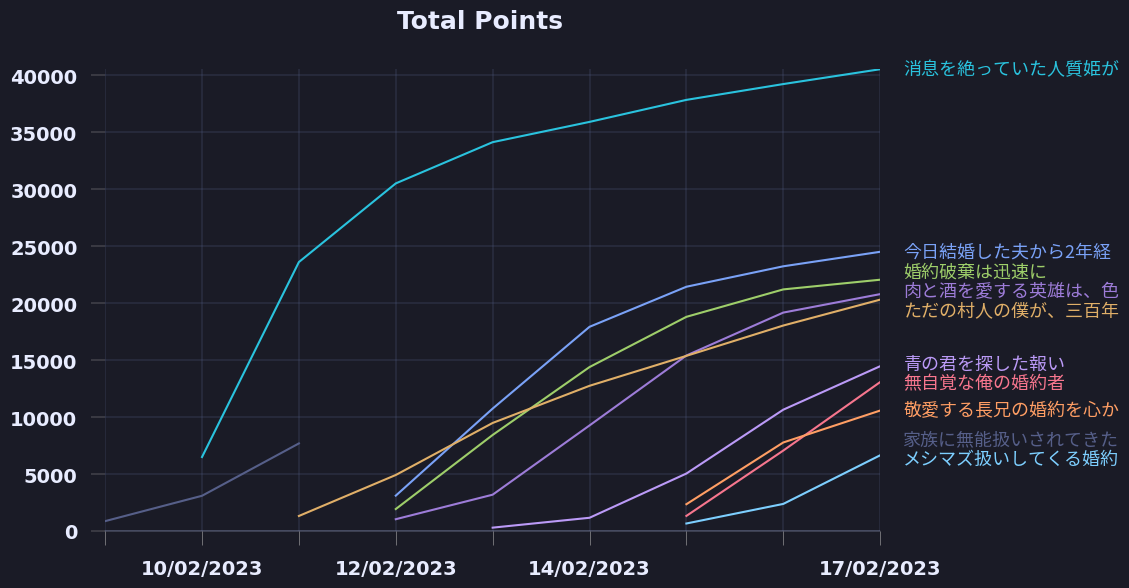 Total Points
40000
35000
30000
25000
20000
15000
10000
5000
0
10/02/2023
12/02/2023
14/02/2023
17/02/2023
消息を絶っていた人質姫が
今日結婚した夫から2年経
婚約破棄は迅速に
肉と酒を愛する英雄は、色
ただの村人の僕が、三百年
青の君を探した報い
無自覚な俺の婚約者
敬愛する長兄の婚約を心か
家族に無能扱いされてきた
メシマズ扱いしてくる婚約